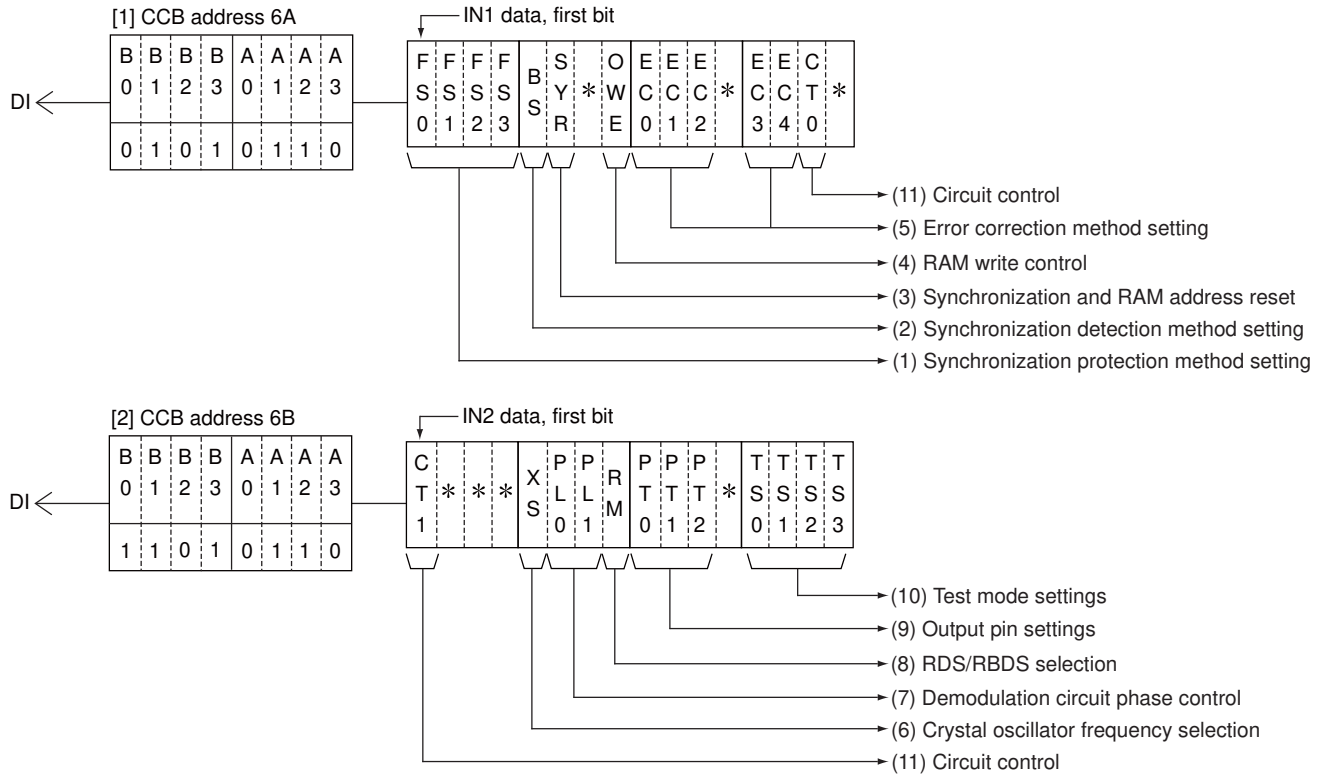 [1] CCB address 6A
IN1 data, first bit
DI
B0 B1 B2 B3 A0 A1 A2 A3
0 1 0 1 0 1 1 0
FS0 FS1 FS2 FS3 BS SYR * OWE EC0 EC1 EC2 * EC3 EC4 CT0 *
(11) Circuit control
(5) Error correction method setting
(4) RAM write control
(3) Synchronization and RAM address reset
(2) Synchronization detection method setting
(1) Synchronization protection method setting
[2] CCB address 6B
IN2 data, first bit
DI
B0 B1 B2 B3 A0 A1 A2 A3
1 1 0 1 0 1 1 0
CT1 * * * XS PL0 PL1 RM PT0 PT1 PT2 * TS0 TS1 TS2 TS3
(10) Test mode settings
(9) Output pin settings
(8) RDS/RBDS selection
(7) Demodulation circuit phase control
(6) Crystal oscillator frequency selection
(11) Circuit control